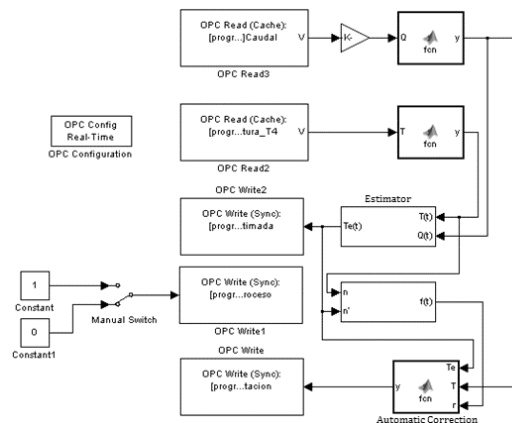 OPC Read (Cache):
[progr...]Caudal
V
OPC Read3
K-
Q
y
fcn
OPC Config
Real-Time
OPC Configuration
OPC Read (Cache):
[progr...tura_T4
V
OPC Read2
T
y
fcn
OPC Write2
OPC Write (Sync):
[progr...timada
Estimator
Te(t)
T(t)
Q(t)
1
Constant
0
Constant1
Manual Switch
OPC Write (Sync):
[progr...roceso
OPC Write1
n
n'
f(t)
OPC Write
OPC Write (Sync):
[progr...tacion
y
fcn
Te
T
r
Automatic Correction